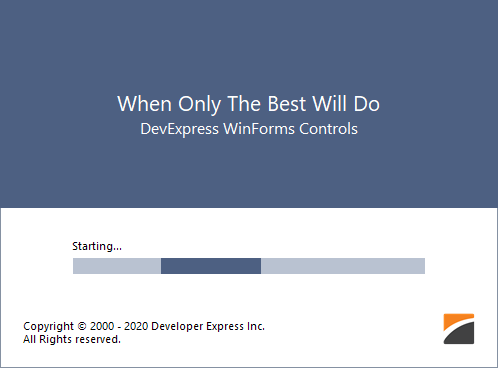 When Only The Best Will Do
DevExpress WinForms Controls
Starting...
Copyright © 2000 - 2020 Developer Express Inc.
All Rights reserved.